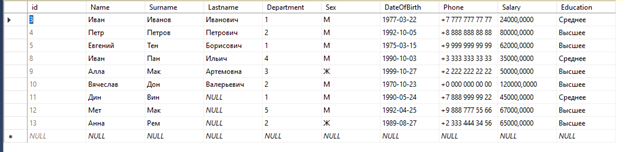 id Name Surname Lastname Department Sex DateOfBirth Phone Salary Education
3 Иван Иванов Иванович 1 М 1977-03-22 +7 777 777 77 77 24000,0000 Среднее
4 Петр Петров Петрович 2 М 1992-10-05 +8 888 888 88 88 80000,0000 Высшее
5 Евгений Тен Борисович 1 М 1975-03-15 +9 999 999 99 99 62000,0000 Высшее
8 Иван Пан Ильич 4 М 1990-10-03 +3 333 333 33 33 35000,0000 Среднее
9 Алла Мак Артемовна 3 Ж 1999-10-27 +2 222 222 22 22 50000,0000 Высшее
10 Вячеслав Дон Валерьевич 2 М 1970-10-23 +0 000 000 00 00 120000,0000 Высшее
11 Дин Вин NULL 1 М 1990-05-24 +7 888 999 99 22 45000,0000 Среднее
12 Мет Мак NULL 5 М 1992-04-25 +9 888 777 55 66 67000,0000 Высшее
13 Анна Рем NULL 2 Ж 1989-08-27 +2 333 444 34 56 65000,0000 Высшее
NULL NULL NULL NULL NULL NULL NULL NULL NULL NULL